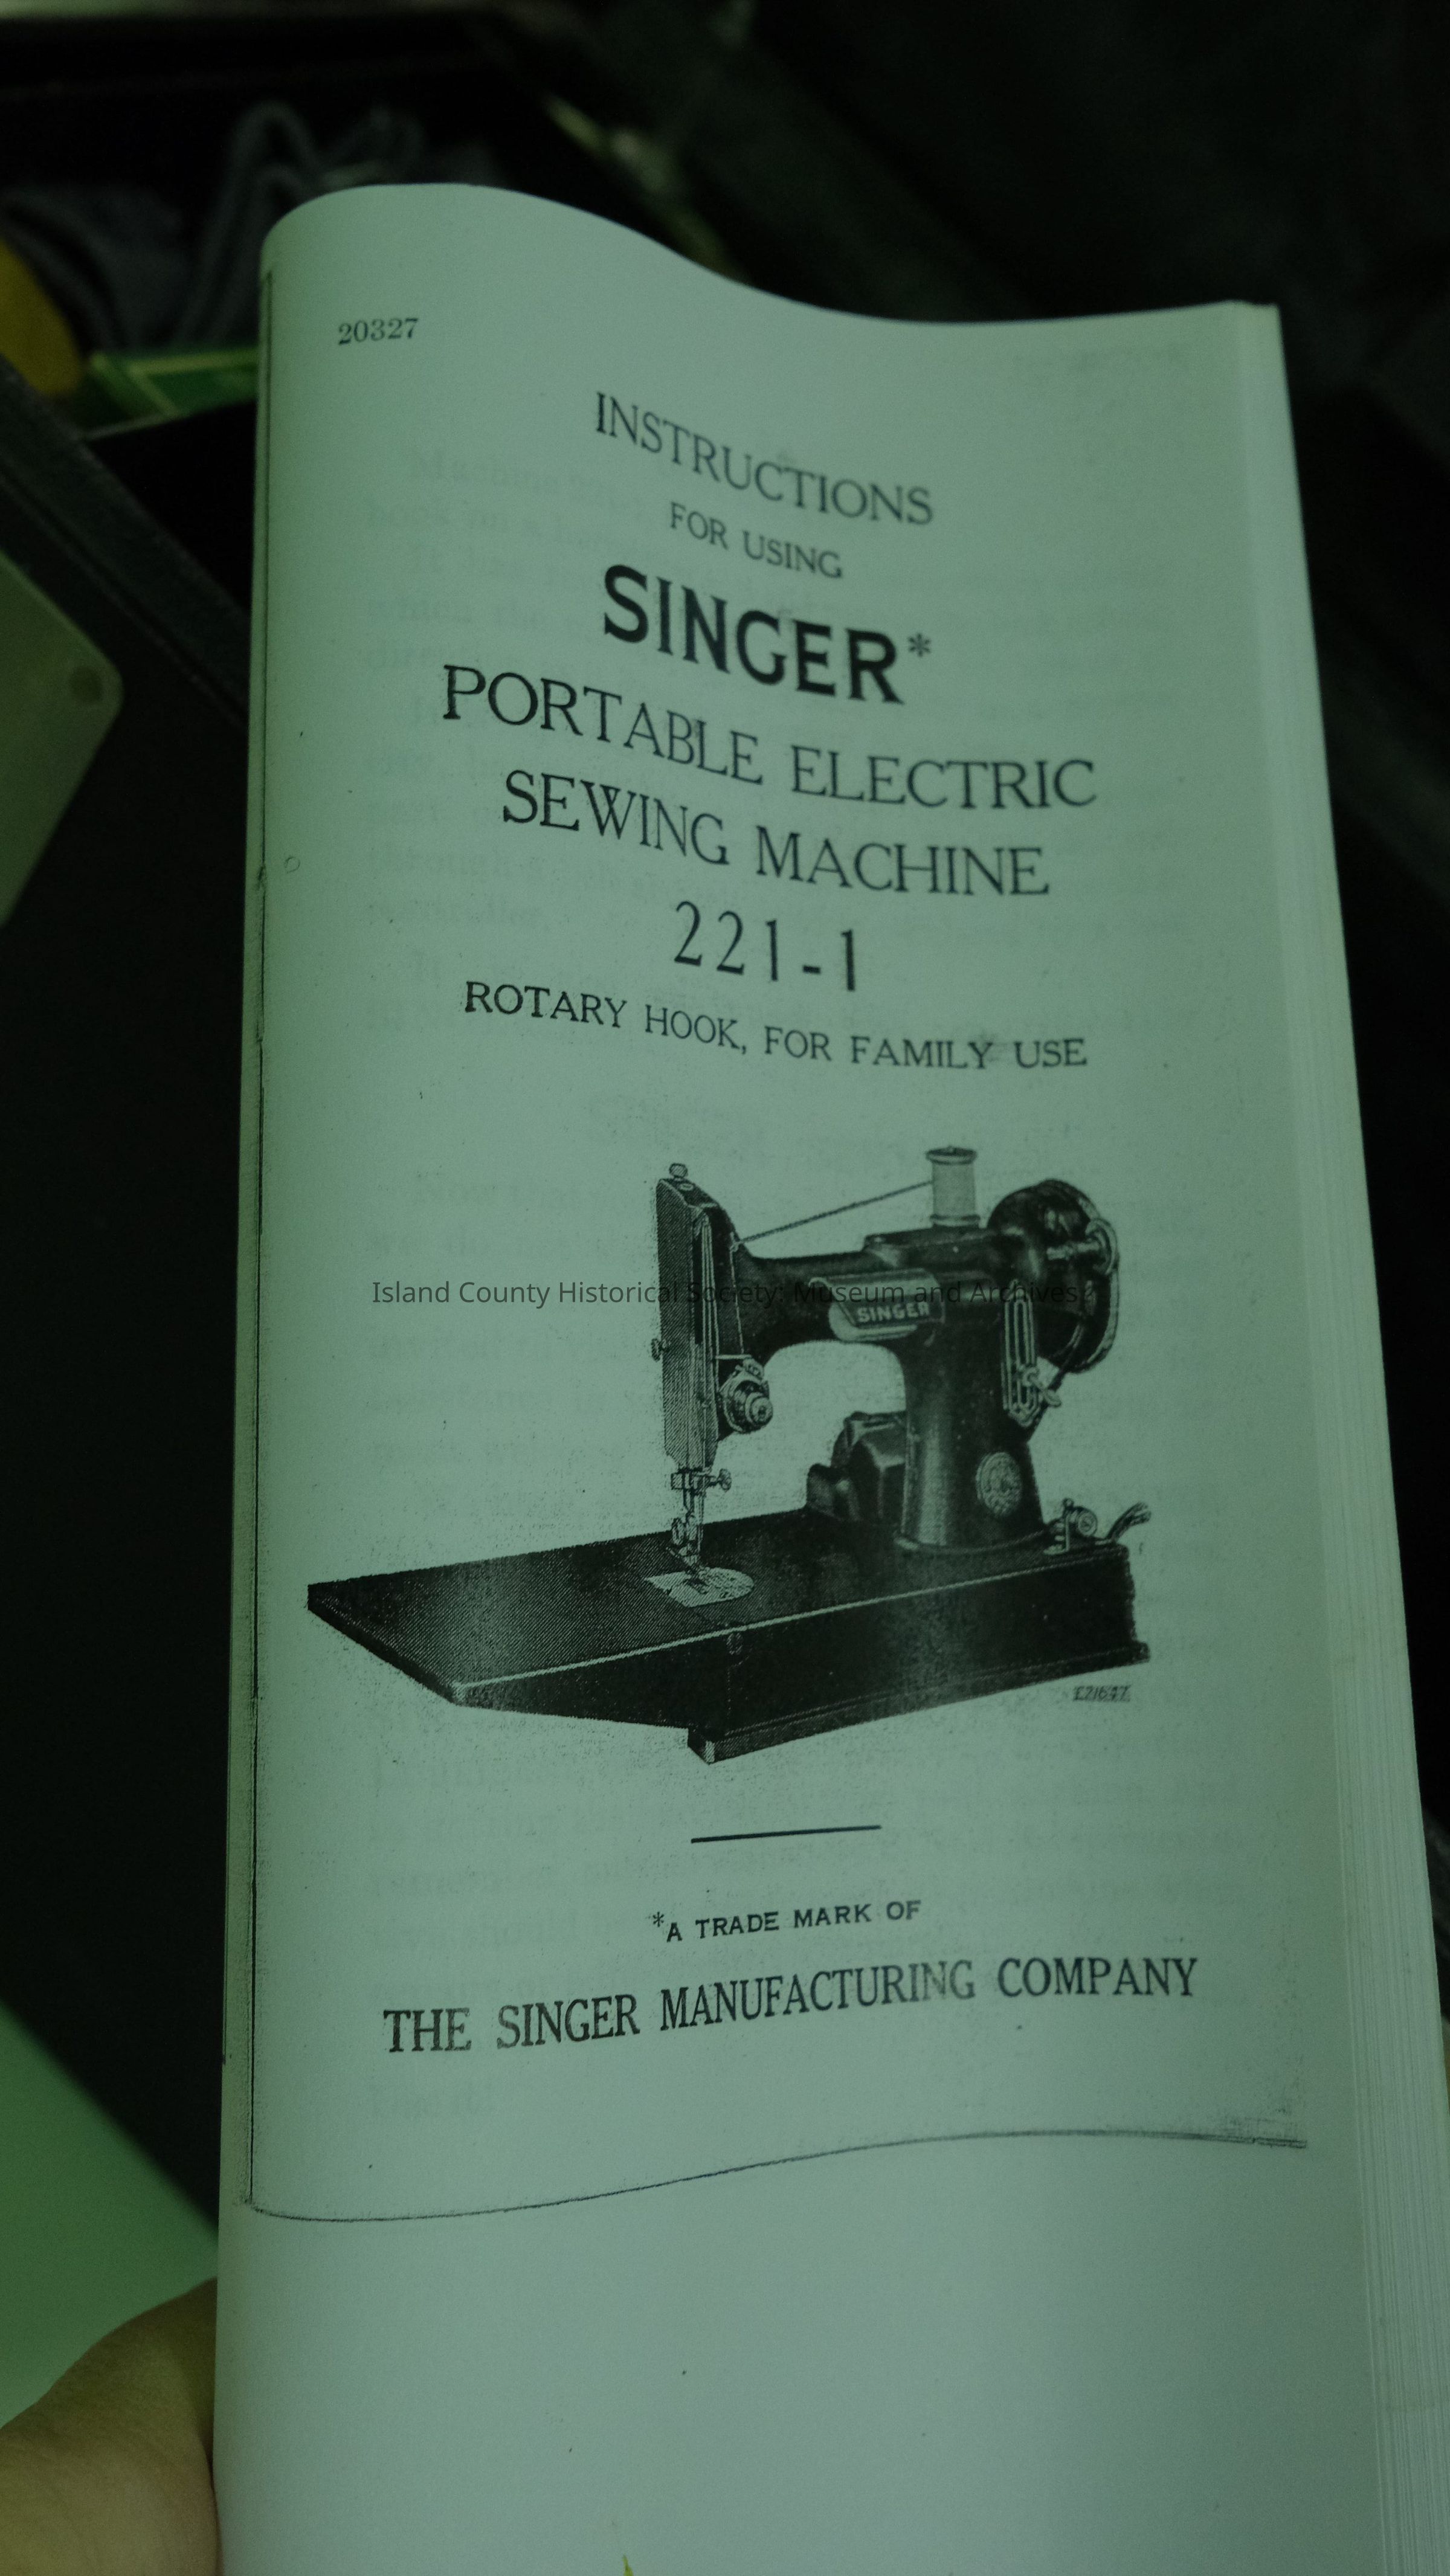 20327
INSTRUCTIONS
FOR USING
SINGER*
PORTABLE ELECTRIC
SEWING MACHINE
221-1
ROTARY HOOK, FOR FAMILY USE
Island County Historical Society: Museum and Archives
SINGER
*A TRADE MARK OF
THE SINGER MANUFACTURING COMPANY